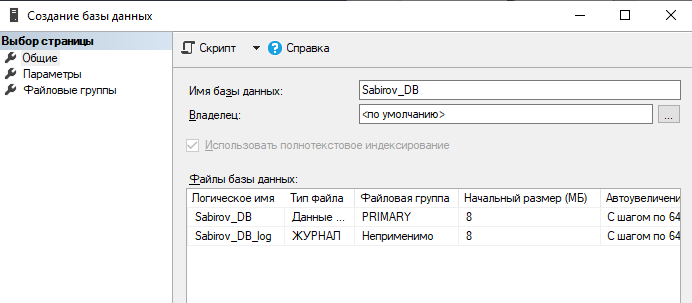 Создание базы данных
Выбор страницы
Общие
Параметры
Файловые группы
Скрипт
Справка
Имя базы данных: Sabirov_DB
Владелец: <по умолчанию> ...
Использовать полнотекстовое индексирование
Файлы базы данных:
Логическое имя Тип файла Файловая группа Начальный размер (МБ) Автоувеличени
Sabirov_DB Данные ... PRIMARY 8 С шагом по 64
Sabirov_DB_log ЖУРНАЛ Неприменимо 8 С шагом по 64